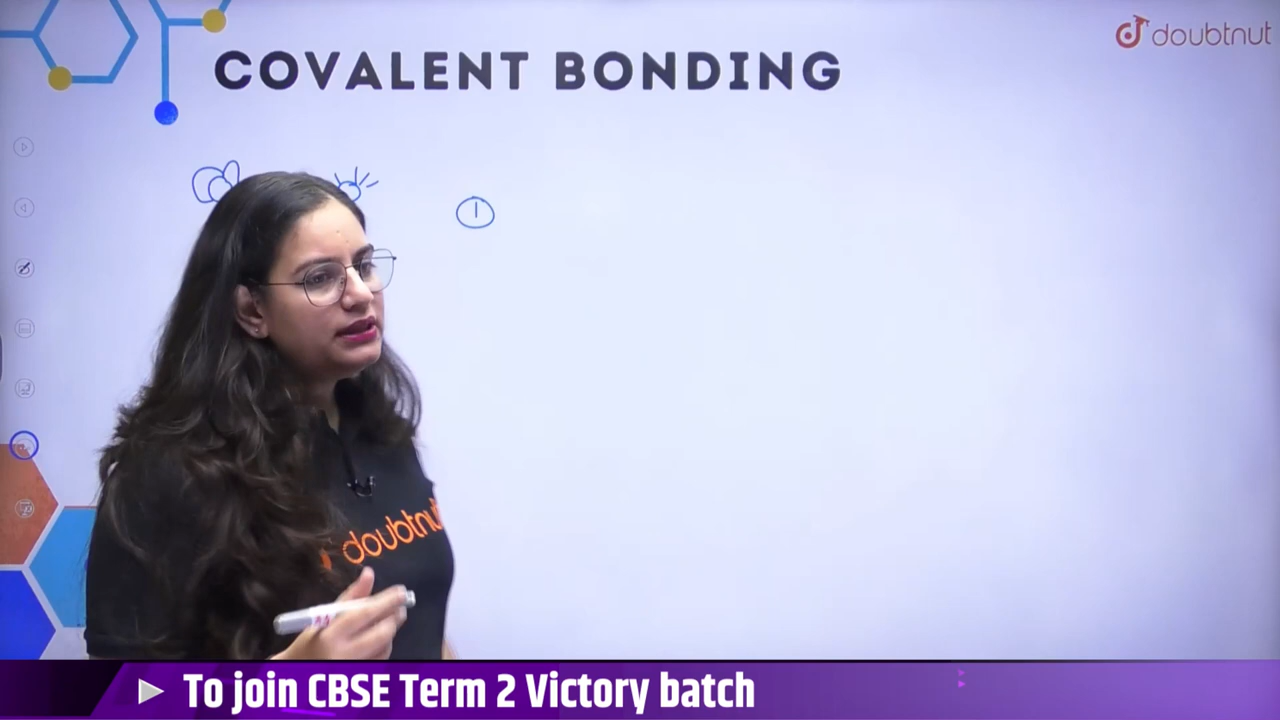 COVALENT BONDING
doubtnut
1
doubtnut
To join CBSE Term 2 Victory batch